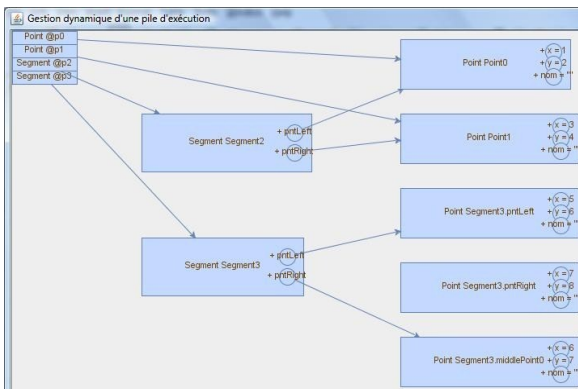 Gestion dynamique d'une pile d'exécution
Point @p0
Point @p1
Segment @p2
Segment @p3
Point Point0
+ x = 1
+ y = 2
+ nom = ""
Segment Segment2
+ pntLeft
+ pntRight
Point Point1
+ x = 3
+ y = 4
+ nom = ""
Point Segment3.pntLeft
+ x = 5
+ y = 6
+ nom = ""
Segment Segment3
+ pntLeft
+ pntRight
Point Segment3.pntRight
+ x = 7
+ y = 8
+ nom = ""
Point Segment3.middlePoint0
+ x = 6
+ y = 7
+ nom = ""